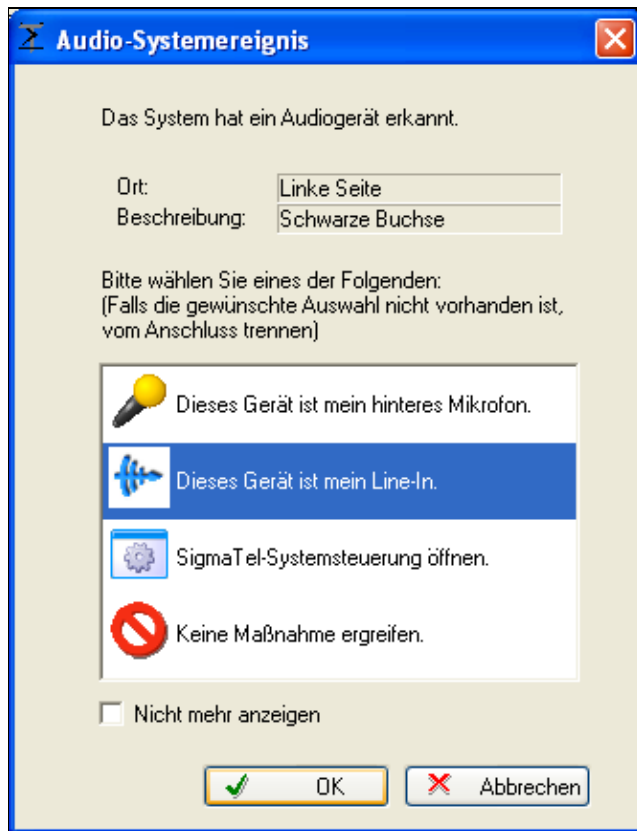 Audio-Systemereignis
Das System hat ein Audiogerät erkannt.
Ort: Linke Seite
Beschreibung: Schwarze Buchse
Bitte wählen Sie eines der Folgenden:
(Falls die gewünschte Auswahl nicht vorhanden ist,
vom Anschluss trennen)
Dieses Gerät ist mein hinteres Mikrofon.
Dieses Gerät ist mein Line-In.
SigmaTel-Systemsteuerung öffnen.
Keine Maßnahme ergreifen.
Nicht mehr anzeigen
OK Abbrechen